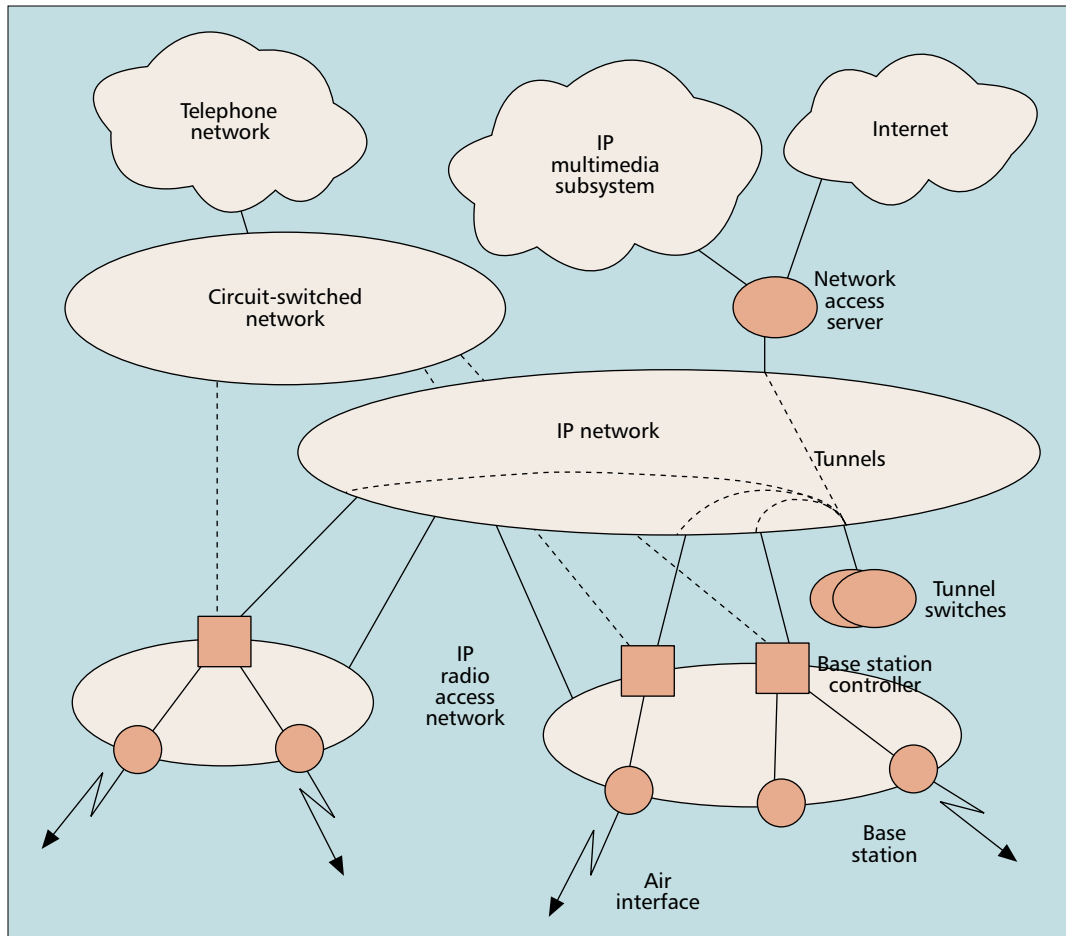 Telephone
network
IP
multimedia
subsystem
Internet
Circuit-switched
network
Network
access
server
IP network
Tunnels
Tunnel
switches
IP
radio
access
network
Base station
controller
Base
station
Air
interface